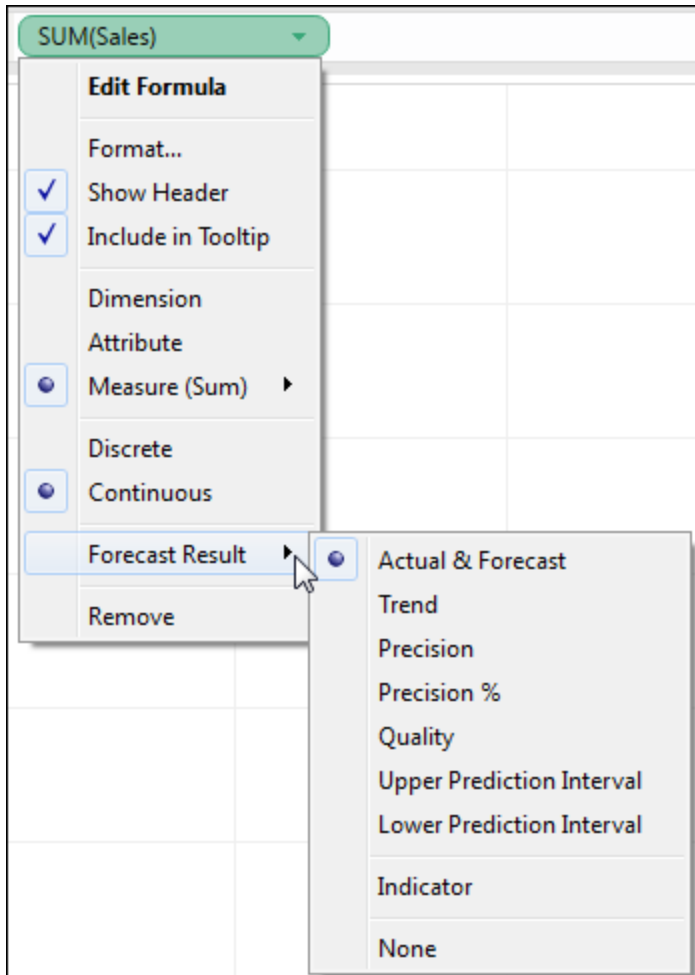 SUM(Sales)
Edit Formula
Format...
Show Header
Include in Tooltip
Dimension
Attribute
Measure (Sum)
Discrete
Continuous
Forecast Result
Remove
Actual & Forecast
Trend
Precision
Precision %
Quality
Upper Prediction Interval
Lower Prediction Interval
Indicator
None